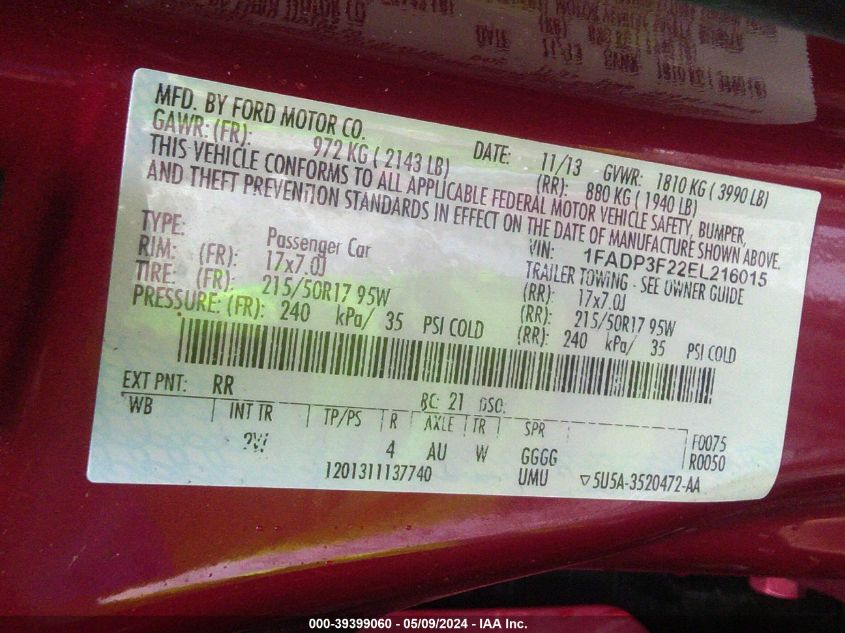 MFD. BY FORD MOTOR CO.
DATE: 11/13 GVWR: 1810 KG ( 3990 LB)
GAWR: (FR): 972 KG ( 2143 LB) (RR): 880 KG ( 1940 LB)
THIS VEHICLE CONFORMS TO ALL APPLICABLE FEDERAL MOTOR VEHICLE SAFETY, BUMPER,
AND THEFT PREVENTION STANDARDS IN EFFECT ON THE DATE OF MANUFACTURE SHOWN ABOVE.
VIN: 1FADP3F22EL216015
TYPE: Passenger Car TRAILER TOWING - SEE OWNER GUIDE
RIM: (FR): 17x7.0J (RR): 17x7.0J
TIRE: (FR): 215/50R17 95W (RR): 215/50R17 95W
PRESSURE: (FR): 240 kPa/ 35 PSI COLD (RR): 240 kPa/ 35 PSI COLD
EXT PNT: RR BC: 21 DSO:
WB INT TR TP/PS R AXLE TR SPR F0075
4 AU W GGGG R0050
1201311137740 UMU ▽5U5A-3520472-AA
000-39399060 - 05/09/2024 - IAA Inc.